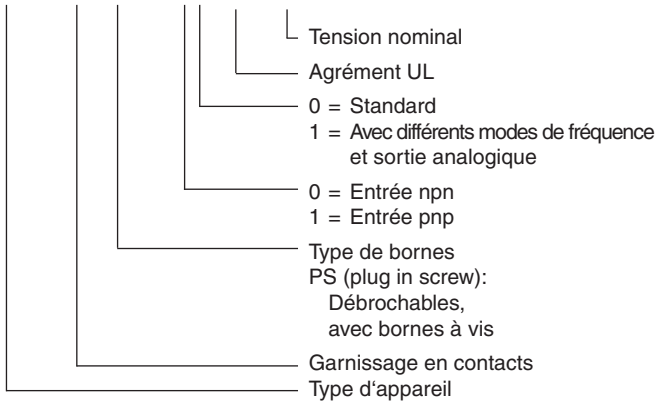 Tension nominal
Agrément UL
0 = Standard
1 = Avec différents modes de fréquence
et sortie analogique
0 = Entrée npn
1 = Entrée pnp
Type de bornes
PS (plug in screw):
Débrochables,
avec bornes à vis
Garnissage en contacts
Type d‘appareil